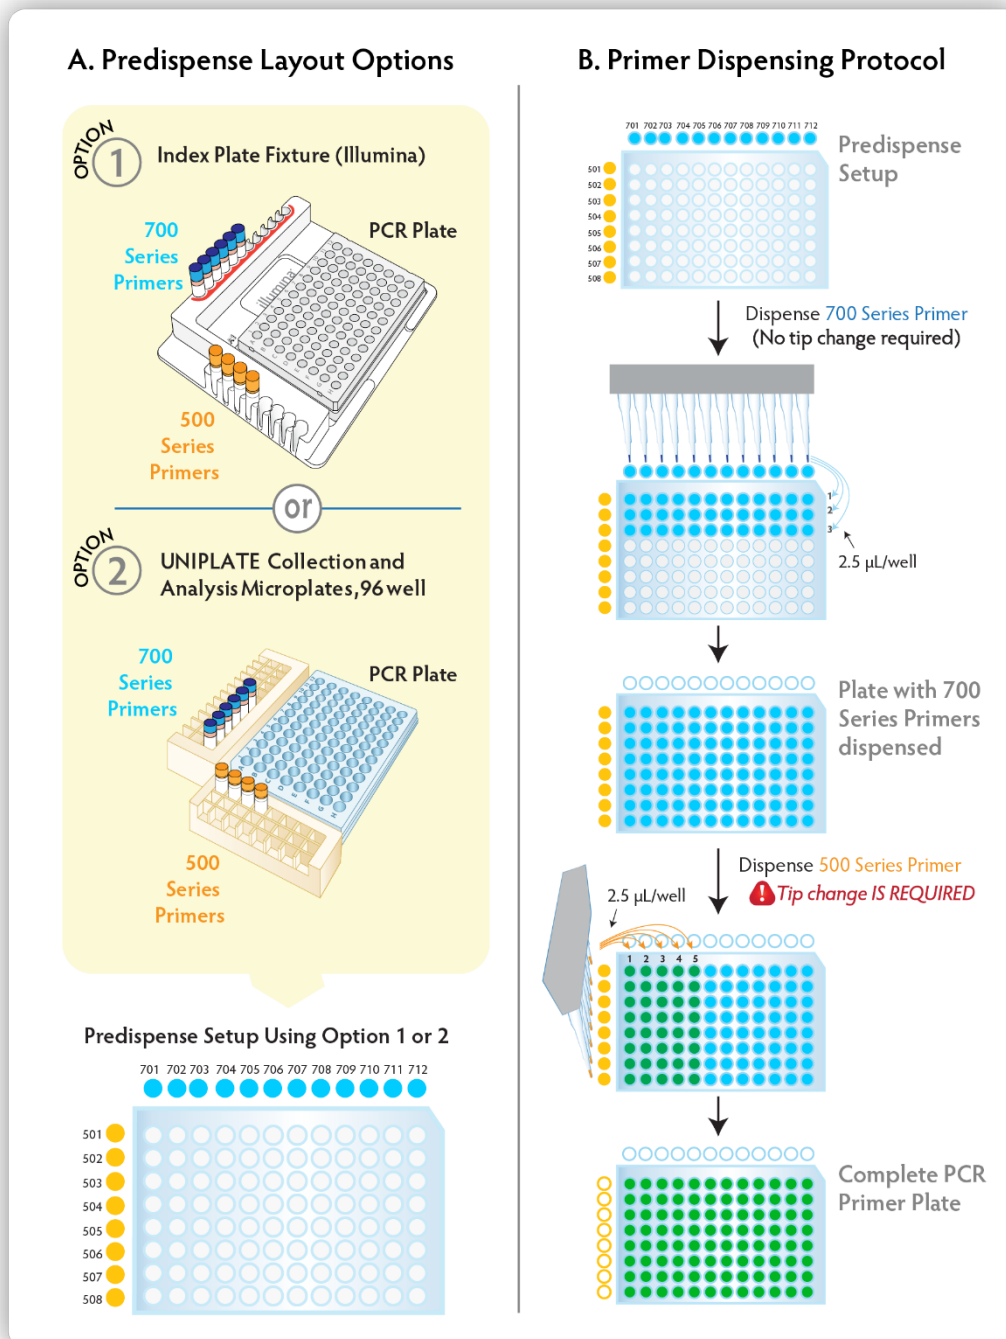 A. Predispense Layout Options
OPTION
1
Index Plate Fixture (Illumina)
700
Series
Primers
PCR Plate
illumina
500
Series
Primers
or
OPTION
2
UNIPLATE Collection and
Analysis Microplates, 96 well
700
Series
Primers
PCR Plate
500
Series
Primers
Predispense Setup Using Option 1 or 2
701 702 703 704 705 706 707 708 709 710 711 712
501
502
503
504
505
506
507
508
B. Primer Dispensing Protocol
701 702 703 704 705 706 707 708 709 710 711 712
501
502
503
504
505
506
507
508
Predispense
Setup
Dispense 700 Series Primer
(No tip change required)
1
2
3
2.5 µL/well
Plate with 700
Series Primers
dispensed
Dispense 500 Series Primer
! Tip change IS REQUIRED
2.5 µL/well
1 2 3 4 5
Complete PCR
Primer Plate